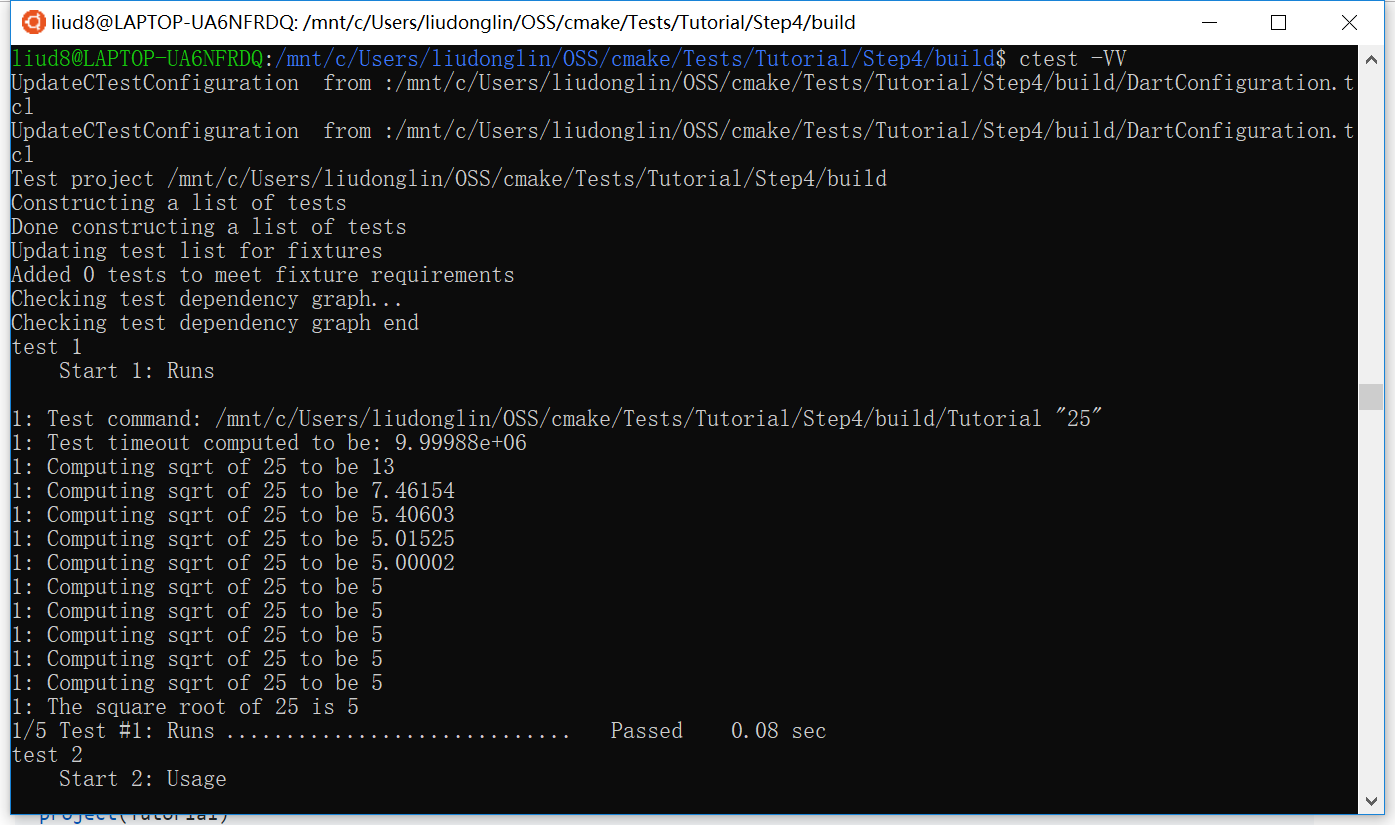 liud8@LAPTOP-UA6NFRDQ: /mnt/c/Users/liudonglin/OSS/cmake/Tests/Tutorial/Step4/build
liud8@LAPTOP-UA6NFRDQ:/mnt/c/Users/liudonglin/OSS/cmake/Tests/Tutorial/Step4/build$ ctest -VV
UpdateCTestConfiguration  from :/mnt/c/Users/liudonglin/OSS/cmake/Tests/Tutorial/Step4/build/DartConfiguration.t
cl
UpdateCTestConfiguration  from :/mnt/c/Users/liudonglin/OSS/cmake/Tests/Tutorial/Step4/build/DartConfiguration.t
cl
Test project /mnt/c/Users/liudonglin/OSS/cmake/Tests/Tutorial/Step4/build
Constructing a list of tests
Done constructing a list of tests
Updating test list for fixtures
Added 0 tests to meet fixture requirements
Checking test dependency graph...
Checking test dependency graph end
test 1
    Start 1: Runs
1: Test command: /mnt/c/Users/liudonglin/OSS/cmake/Tests/Tutorial/Step4/build/Tutorial "25"
1: Test timeout computed to be: 9.99988e+06
1: Computing sqrt of 25 to be 13
1: Computing sqrt of 25 to be 7.46154
1: Computing sqrt of 25 to be 5.40603
1: Computing sqrt of 25 to be 5.01525
1: Computing sqrt of 25 to be 5.00002
1: Computing sqrt of 25 to be 5
1: Computing sqrt of 25 to be 5
1: Computing sqrt of 25 to be 5
1: Computing sqrt of 25 to be 5
1: Computing sqrt of 25 to be 5
1: The square root of 25 is 5
1/5 Test #1: Runs .............................   Passed    0.08 sec
test 2
    Start 2: Usage
project(Tutorial)